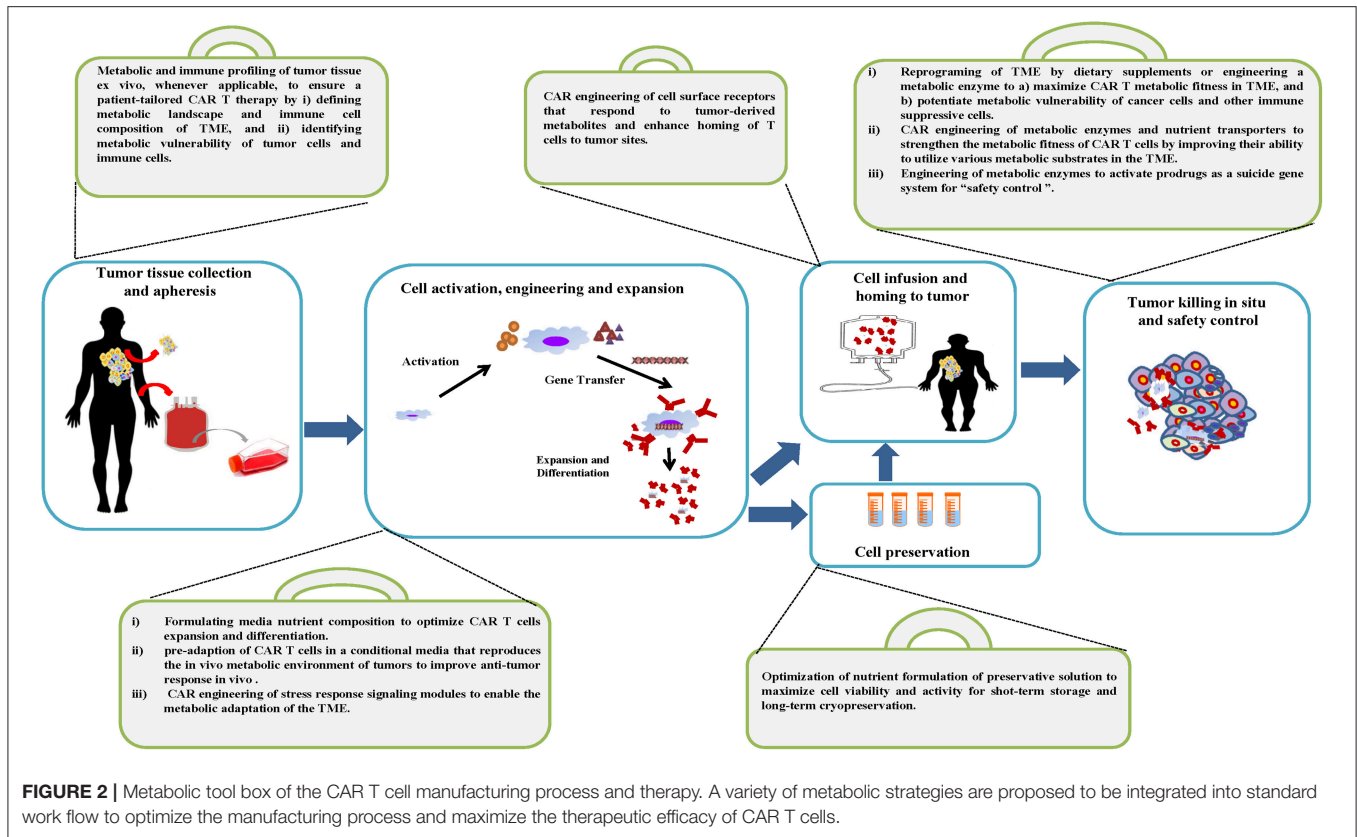 Metabolic and immune profiling of tumor tissue
ex vivo, whenever applicable, to ensure a
patient-tailored CAR T therapy by i) defining
metabolic landscape and immune cell
composition of TME, and ii) identifying
metabolic vulnerability of tumor cells and
immune cells.
CAR engineering of cell surface receptors
that respond to tumor-derived
metabolites and enhance homing of T
cells to tumor sites.
i) Reprograming of TME by dietary supplements or engineering a
metabolic enzyme to a) maximize CAR T metabolic fitness in TME, and
b) potentiate metabolic vulnerability of cancer cells and other immune
suppressive cells.
ii) CAR engineering of metabolic enzymes and nutrient transporters to
strengthen the metabolic fitness of CAR T cells by improving their ability
to utilize various metabolic substrates in the TME.
iii) Engineering of metabolic enzymes to activate prodrugs as a suicide gene
system for “safety control ”.
Tumor tissue collection
and apheresis
Cell activation, engineering and expansion
Activation
Gene Transfer
Expansion and
Differentiation
Cell infusion and
homing to tumor
Cell preservation
Tumor killing in situ
and safety control
i) Formulating media nutrient composition to optimize CAR T cells
expansion and differentiation.
ii) pre-adaption of CAR T cells in a conditional media that reproduces
the in vivo metabolic environment of tumors to improve anti-tumor
response in vivo .
iii) CAR engineering of stress response signaling modules to enable the
metabolic adaptation of the TME.
Optimization of nutrient formulation of preservative solution to
maximize cell viability and activity for shot-term storage and
long-term cryopreservation.
FIGURE 2 | Metabolic tool box of the CAR T cell manufacturing process and therapy. A variety of metabolic strategies are proposed to be integrated into standard
work flow to optimize the manufacturing process and maximize the therapeutic efficacy of CAR T cells.